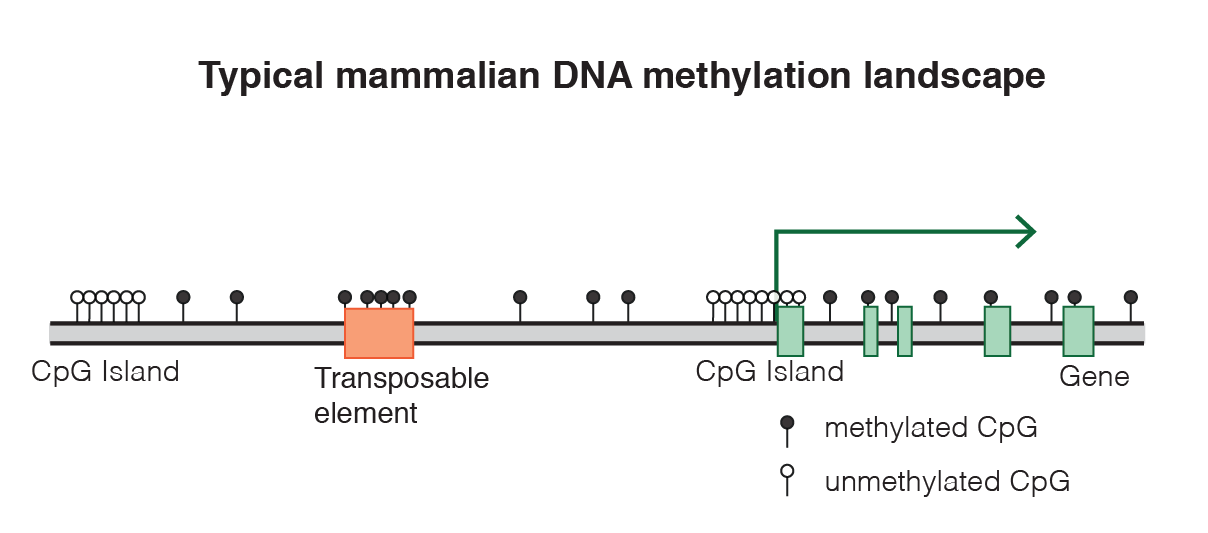 Typical mammalian DNA methylation landscape
CpG Island
Transposable
element
CpG Island
Gene
methylated CpG
unmethylated CpG